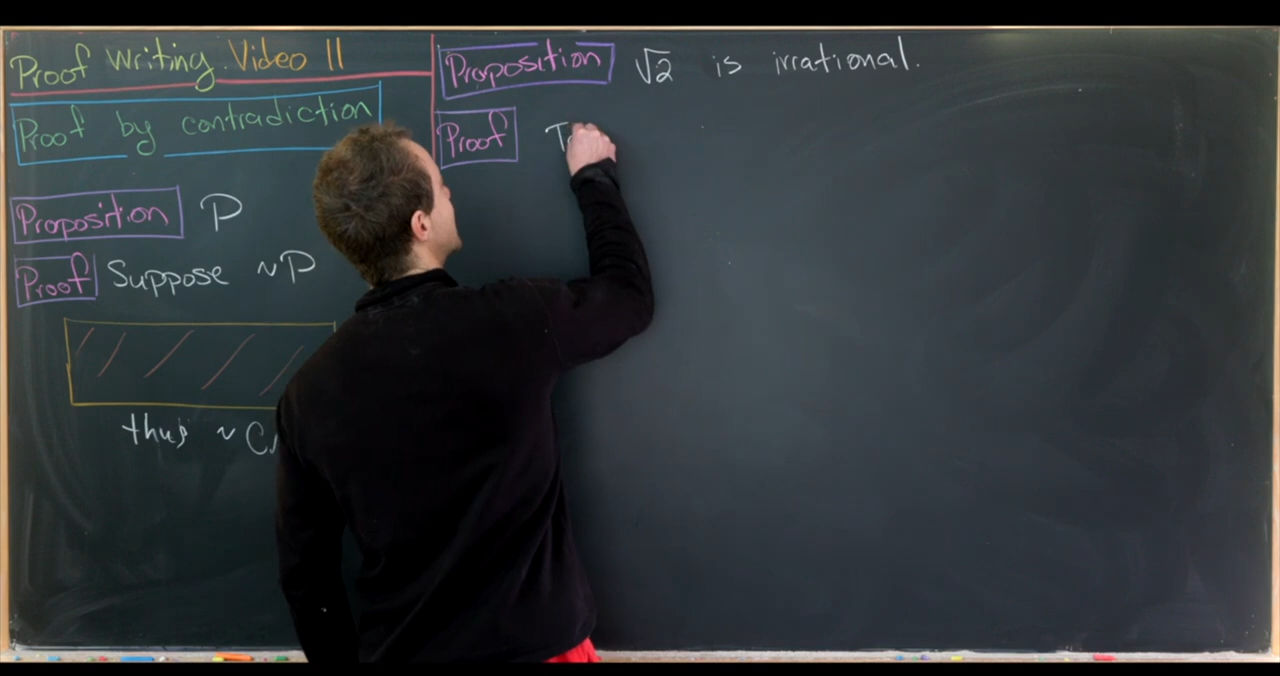 Proof Writing Video 11
Proof by contradiction
Proposition P
Proof Suppose ~P
thus ~C
Proposition √2 is irrational.
Proof